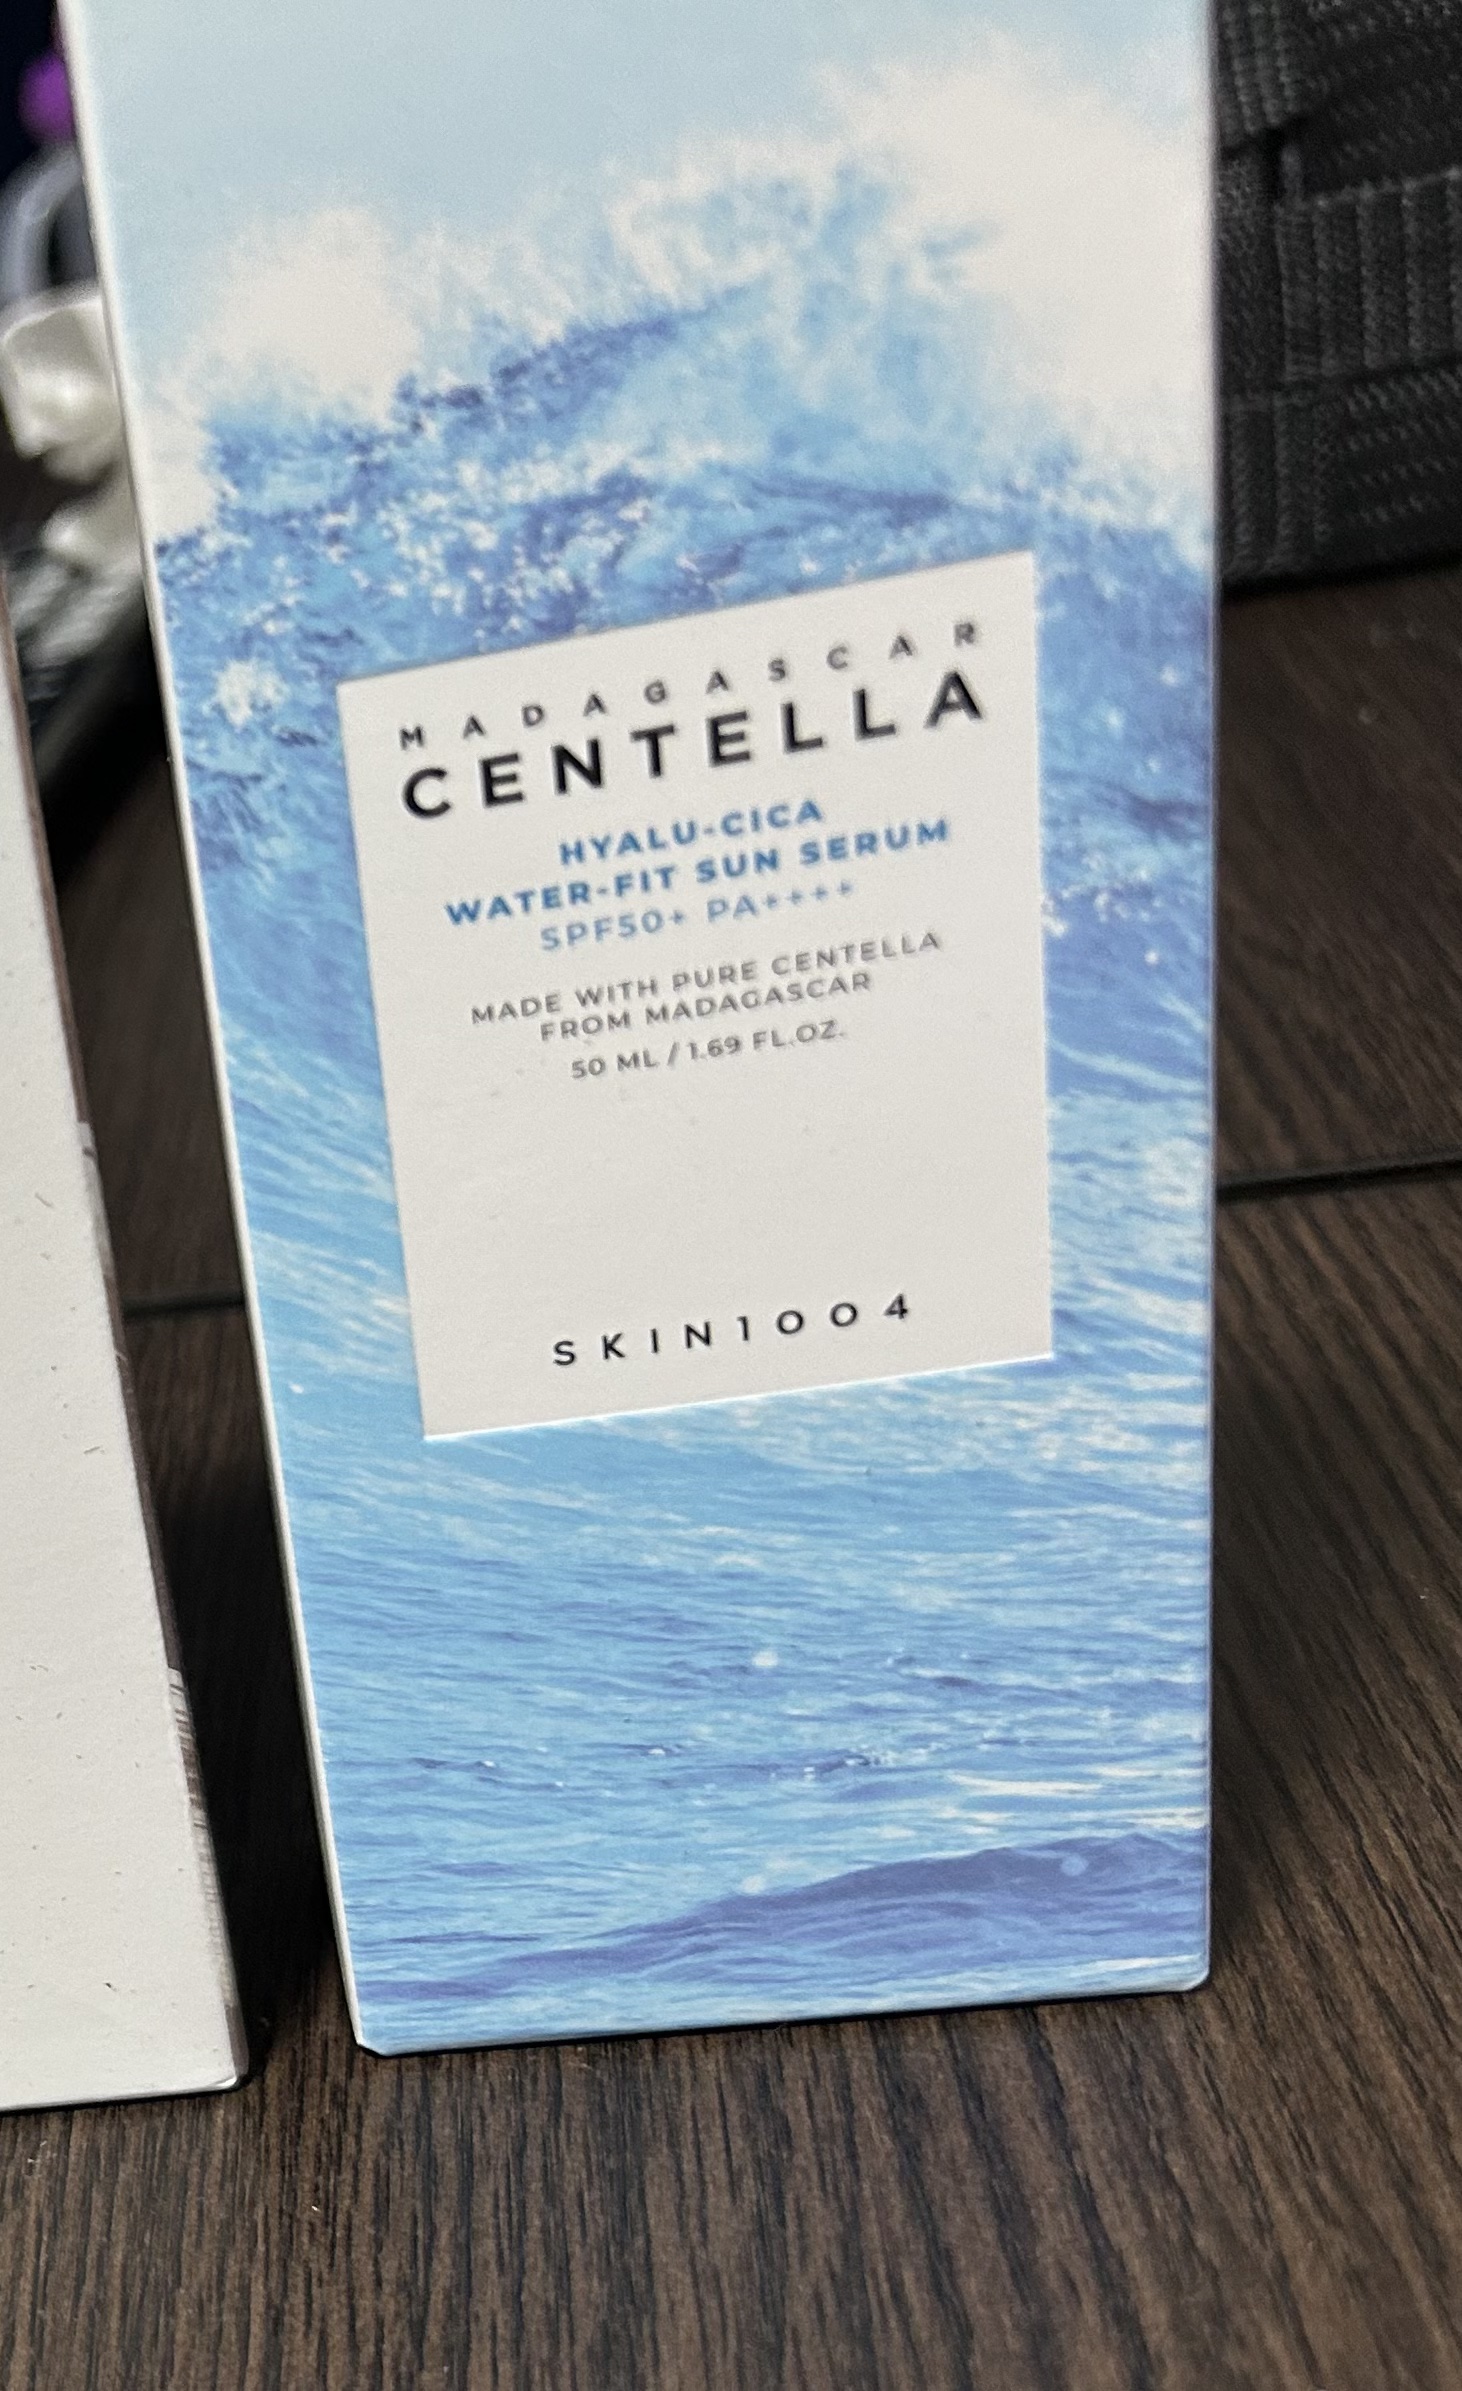 MADAGASCAR
CENTELLA
HYALU-CICA
WATER-FIT SUN SERUM
SPF50+ PA++++
MADE WITH PURE CENTELLA
FROM MADAGASCAR
50 ML / 1.69 FL.OZ.
SKIN1004